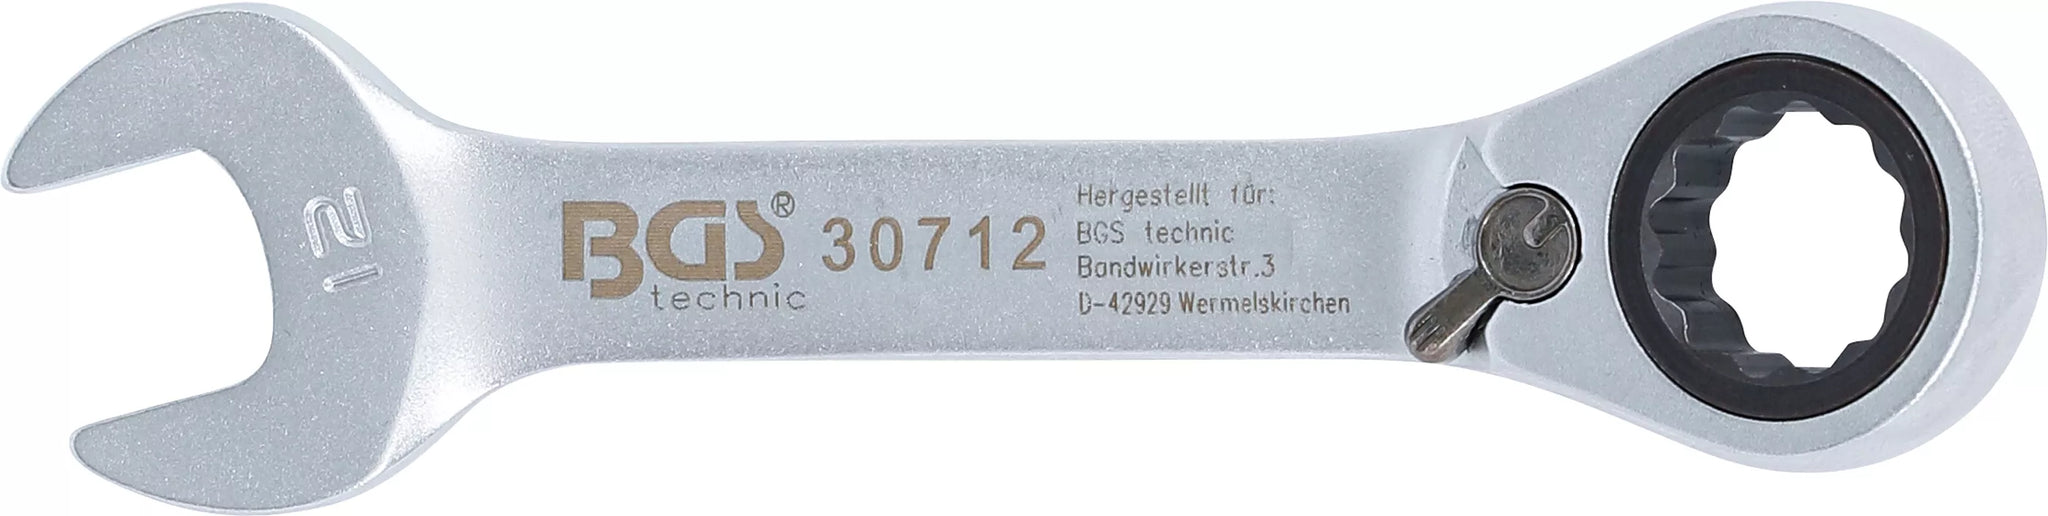 12
BGS®
technic
30712
Hergestellt für:
BGS technic
Bandwirkerstr.3
D-42929 Wermelskirchen